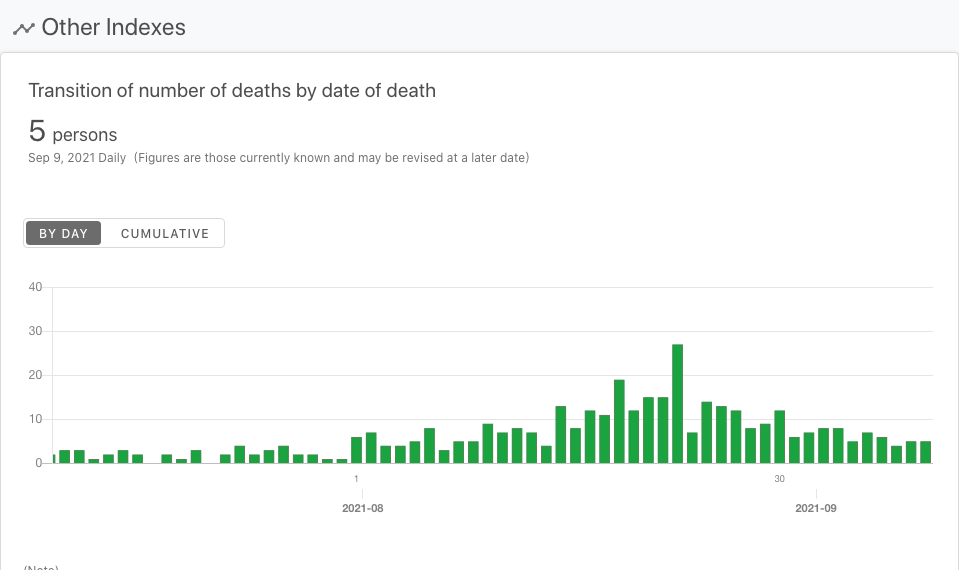 Other Indexes
Transition of number of deaths by date of death
5 persons
Sep 9, 2021 Daily (Figures are those currently known and may be revised at a later date)
BY DAY CUMULATIVE
40
30
20
10
0
1 30
2021-08 2021-09
(Note)